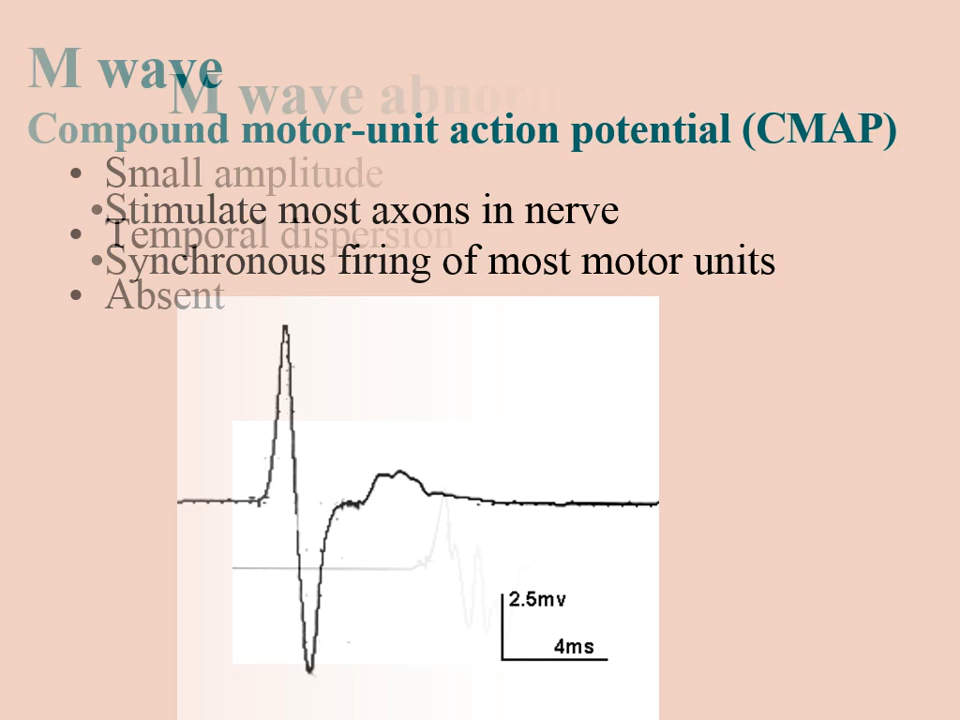 M wave
M wave abnorm
Compound motor-unit action potential (CMAP)
• Small amplitude
•Stimulate most axons in nerve
• Temporal dispersion
•Synchronous firing of most motor units
• Absent
2.5mv
4ms